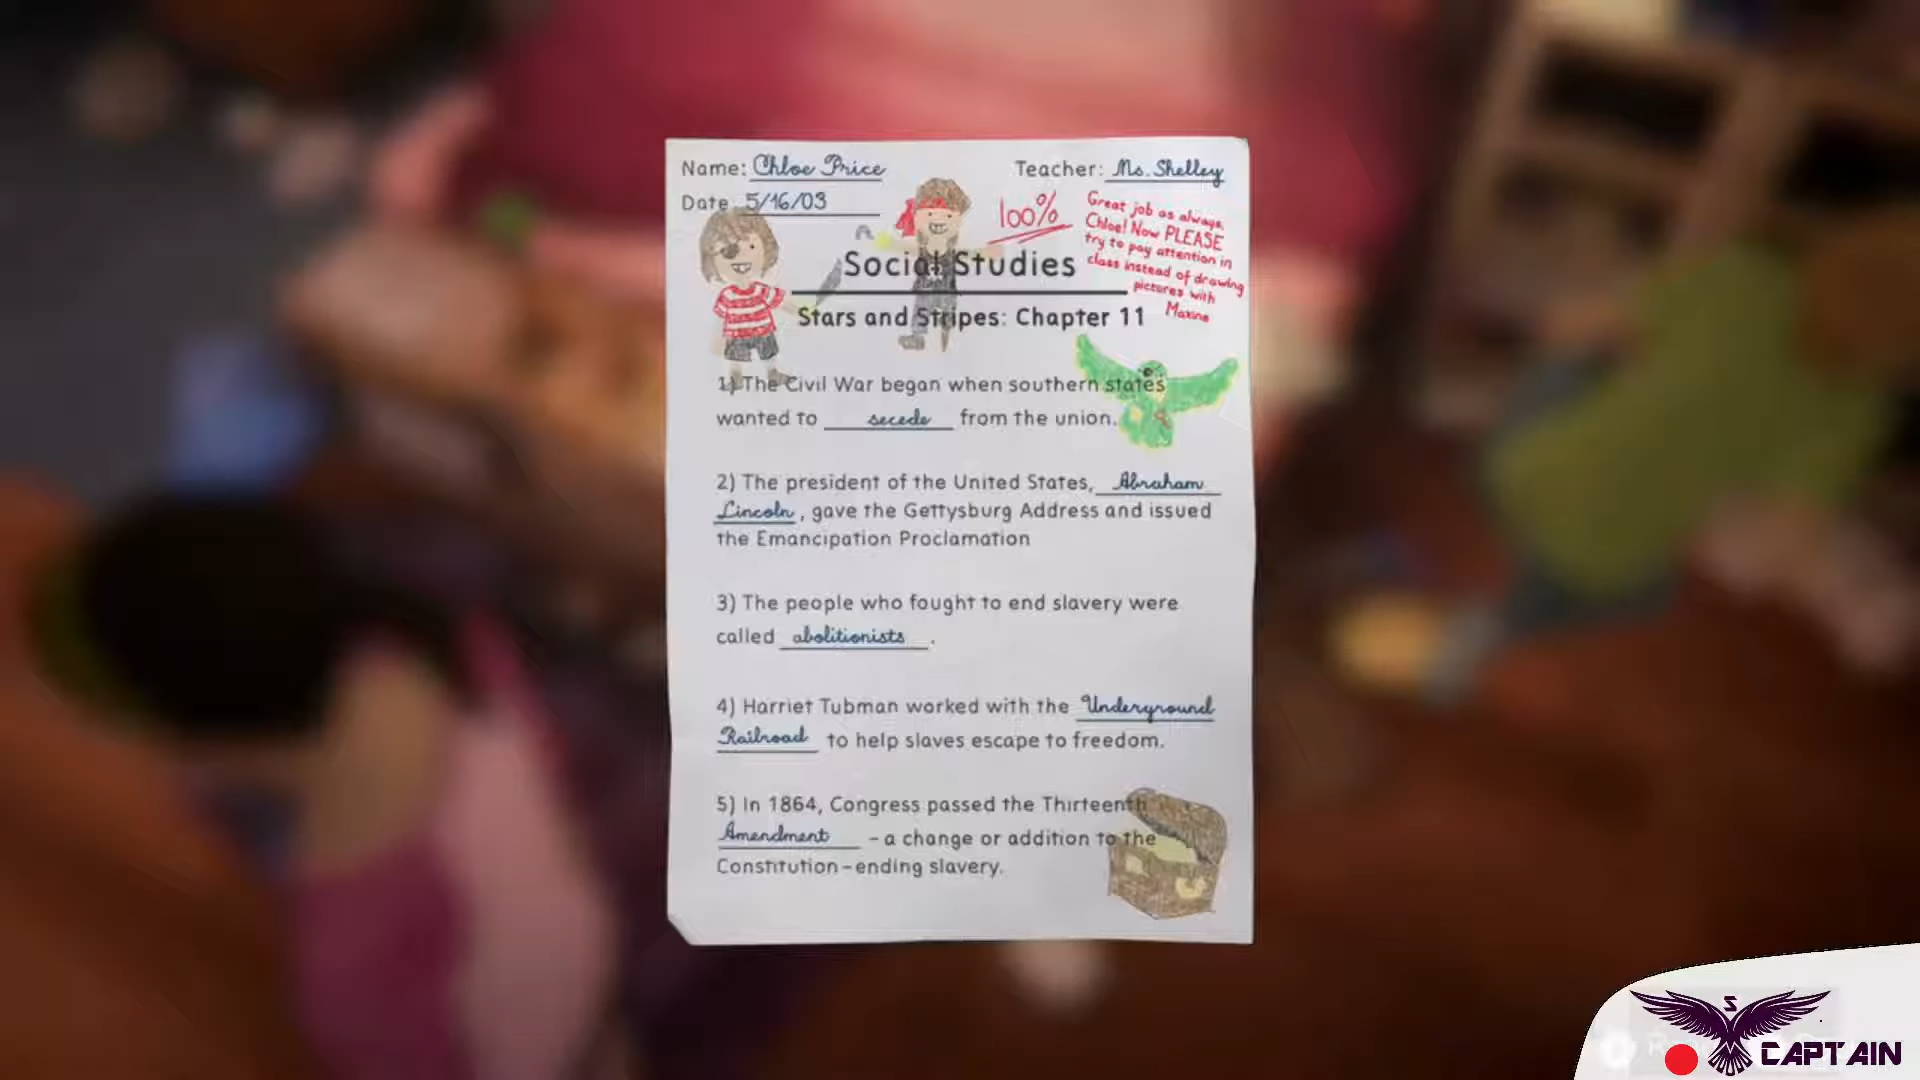 Name: Chloe Price
Teacher: Ms. Shelley
Date 5/16/03
100%
Great job as always,
Chloe! Now PLEASE
try to pay attention in
class instead of drawing
pictures with
Maxine
Social Studies
Stars and Stripes: Chapter 11
1) The Civil War began when southern states
wanted to secede from the union.
2) The president of the United States, Abraham
Lincoln, gave the Gettysburg Address and issued
the Emancipation Proclamation
3) The people who fought to end slavery were
called abolitionists.
4) Harriet Tubman worked with the Underground
Railroad to help slaves escape to freedom.
5) In 1864, Congress passed the Thirteenth
Amendment - a change or addition to the
Constitution-ending slavery.
S
CAPTAIN